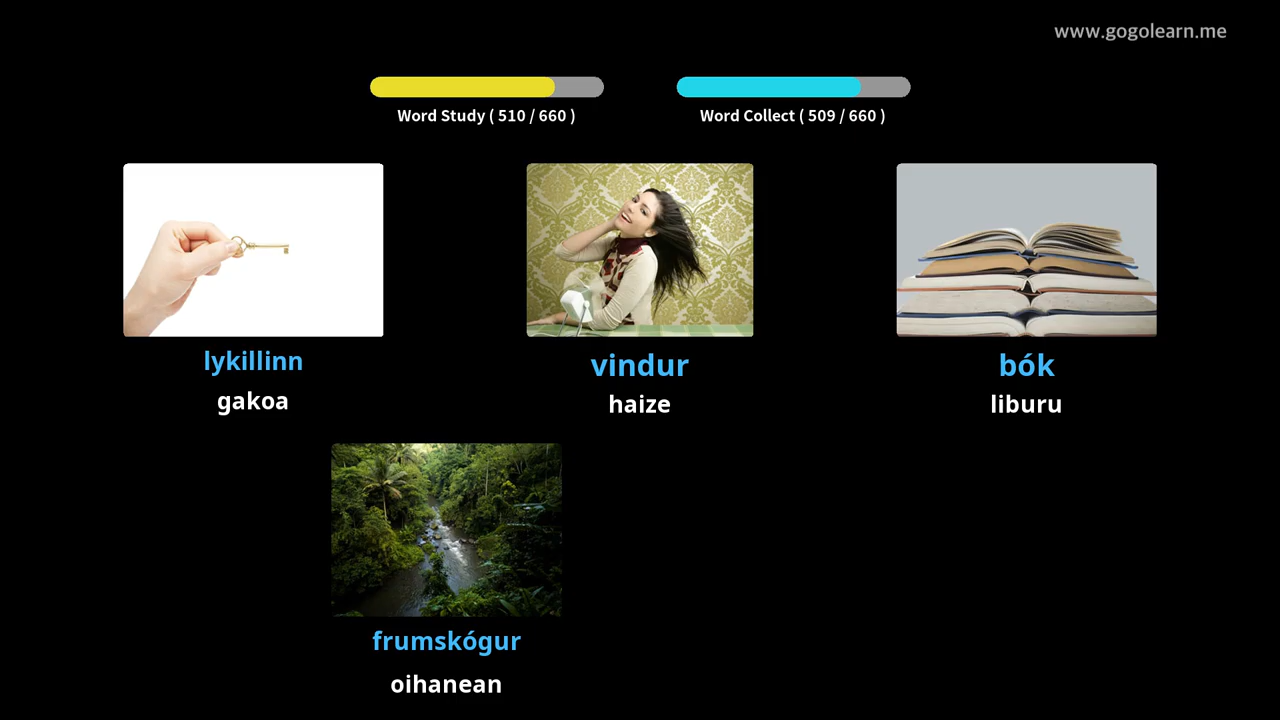 www.gogolearn.me
Word Study ( 510 / 660 )
Word Collect ( 509 / 660 )
lykillinn
gakoa
vindur
haize
bók
liburu
frumskógur
oihanean